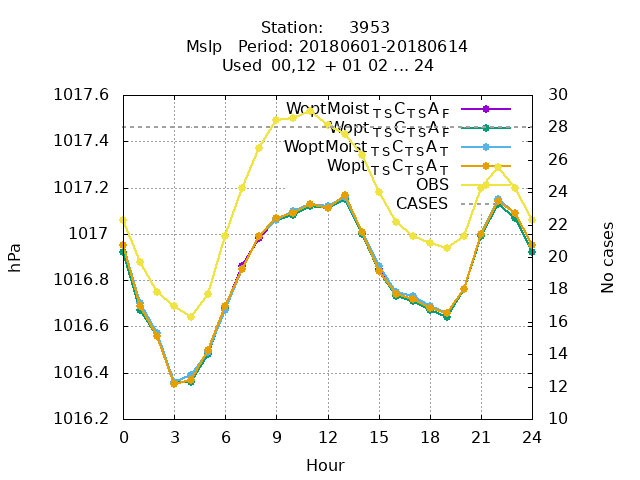 Station: 3953
Mslp Period: 20180601-20180614
Used 00,12 + 01 02 ... 24
1017.6
1017.4
1017.2
1017
1016.8
1016.6
1016.4
1016.2
hPa
WoptMoist TS C TS A F
Wopt TS C TS A F
WoptMoist TS C TS A T
Wopt TS C TS A T
OBS
CASES
30
28
26
24
22
20
18
16
14
12
10
No cases
0 3 6 9 12 15 18 21 24
Hour